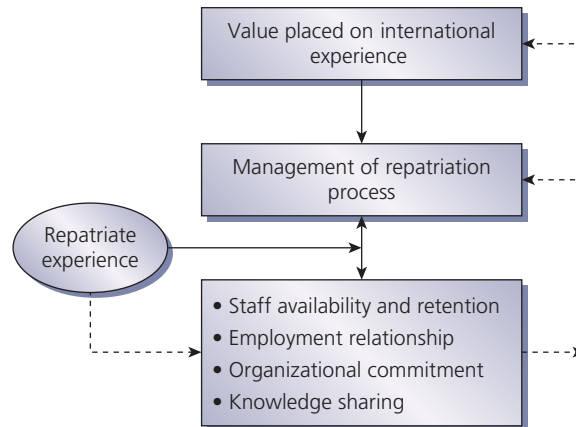 Value placed on international
experience
Management of repatriation
process
Repatriate
experience
• Staff availability and retention
• Employment relationship
• Organizational commitment
• Knowledge sharing